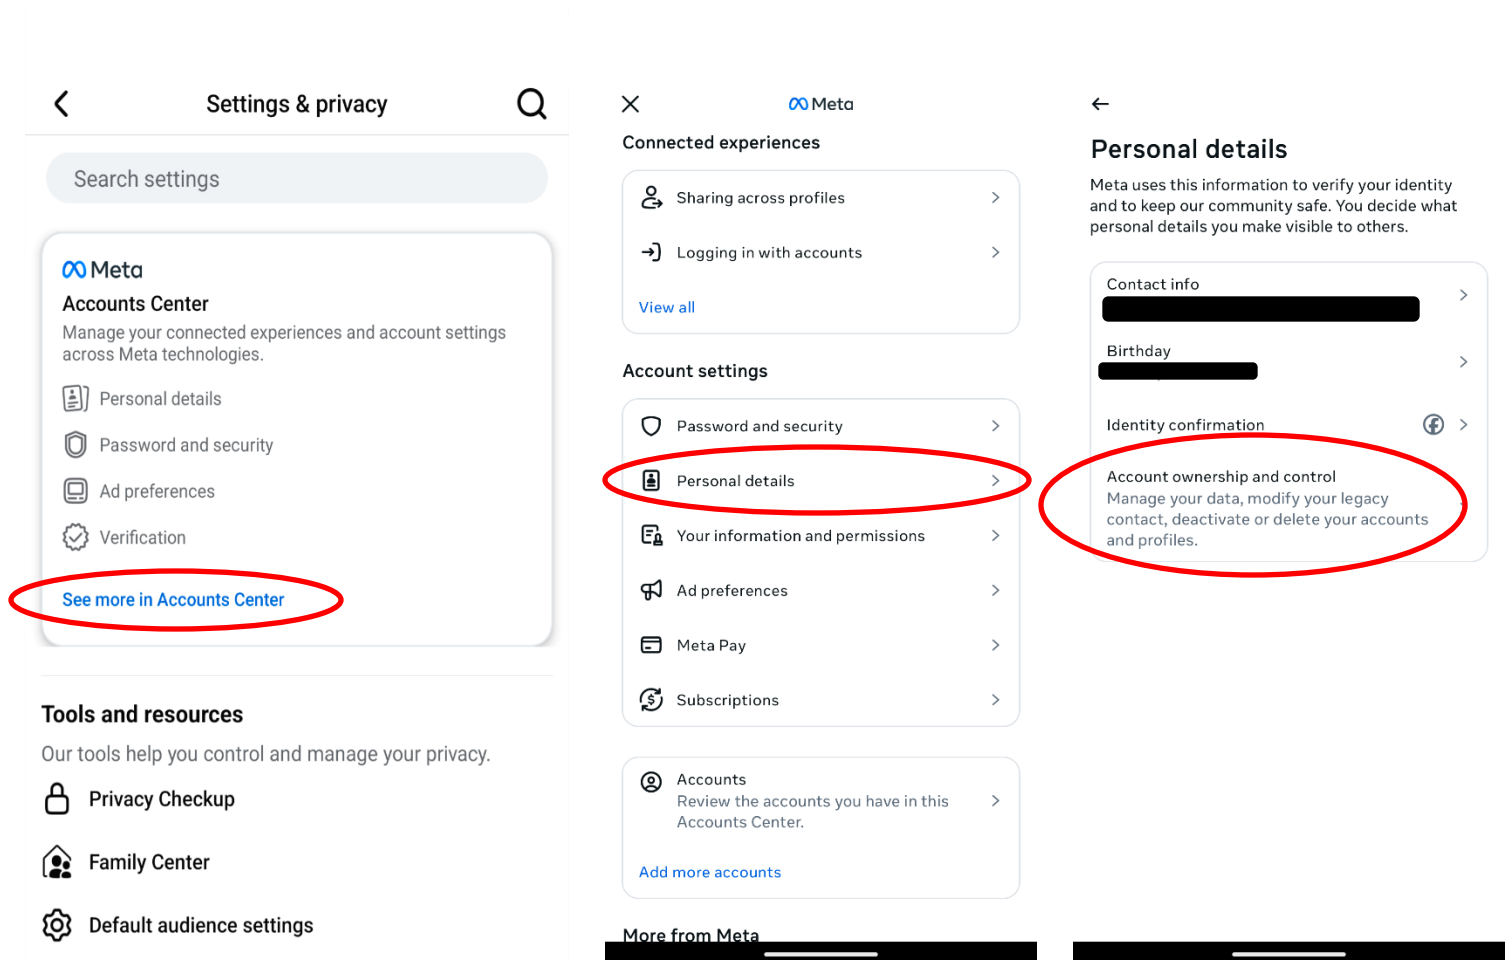 Settings & privacy
Search settings
Meta
Accounts Center
Manage your connected experiences and account settings
across Meta technologies.
Personal details
Password and security
Ad preferences
Verification
See more in Accounts Center
Tools and resources
Our tools help you control and manage your privacy.
Privacy Checkup
Family Center
Default audience settings
Meta
Connected experiences
Sharing across profiles
Logging in with accounts
View all
Account settings
Password and security
Personal details
Your information and permissions
Ad preferences
Meta Pay
Subscriptions
Accounts
Review the accounts you have in this
Accounts Center.
Add more accounts
More from Meta
Personal details
Meta uses this information to verify your identity
and to keep our community safe. You decide what
personal details you make visible to others.
Contact info
Birthday
Identity confirmation
Account ownership and control
Manage your data, modify your legacy
contact, deactivate or delete your accounts
and profiles.